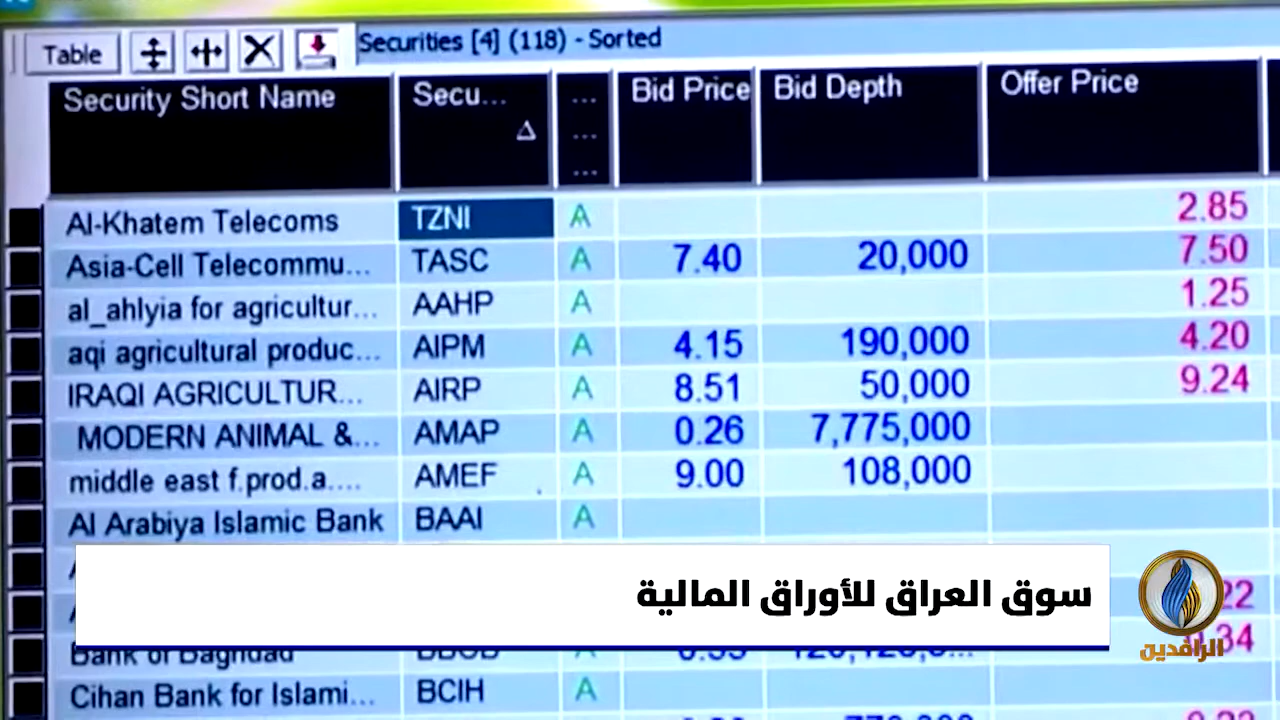 Table Securities [4] (118) - Sorted
Security Short Name Secu... ... Bid Price Bid Depth Offer Price
...
...
Al-Khatem Telecoms TZNI A 2.85
Asia-Cell Telecommu... TASC A 7.40 20,000 7.50
al_ahlyia for agricultur... AAHP A 1.25
aqi agricultural produc... AIPM A 4.15 190,000 4.20
IRAQI AGRICULTUR... AIRP A 8.51 50,000 9.24
MODERN ANIMAL &... AMAP A 0.26 7,775,000
middle east f.prod.a.... AMEF A 9.00 108,000
Al Arabiya Islamic Bank BAAI A
سوق العراق للأوراق المالية
الرافدين
Bank of Baghdad
Cihan Bank for Islami... BCIH A